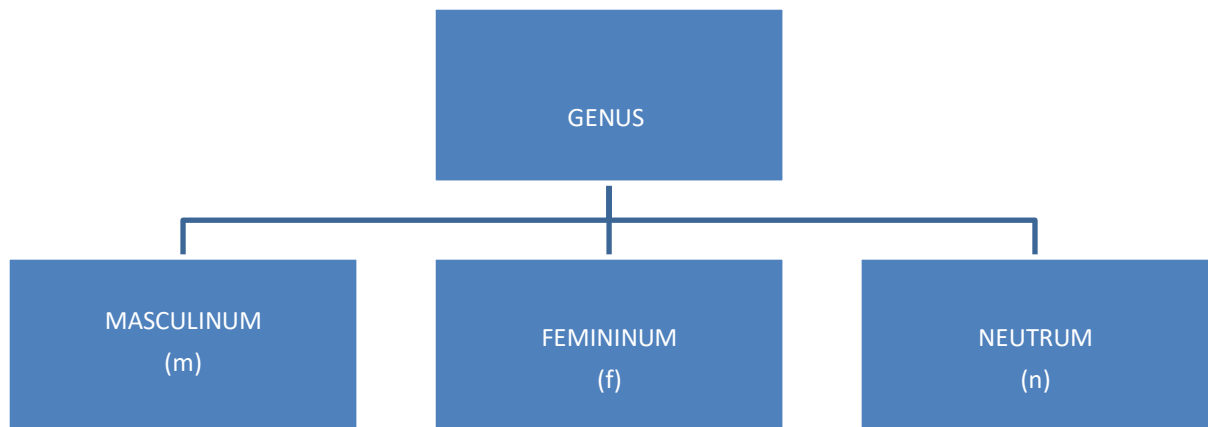 GENUS
MASCULINUM
(m)
FEMININUM
(f)
NEUTRUM
(n)